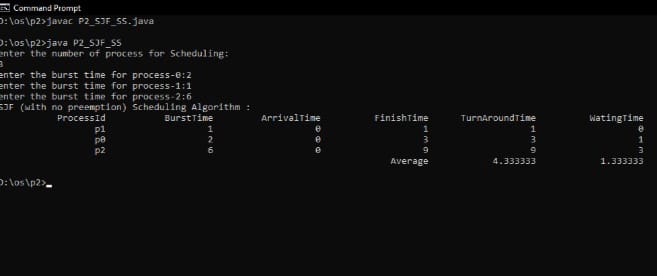 Command Prompt
D:\os\p2>javac P2_SJF_SS.java
D:\os\p2>java P2_SJF_SS
enter the number of process for Scheduling:
3
enter the burst time for process-0:2
enter the burst time for process-1:1
enter the burst time for process-2:6
SJF (with no preemption) Scheduling Algorithm :
ProcessId BurstTime ArrivalTime FinishTime TurnAroundTime WatingTime
p1 1 0 1 1 0
p0 2 0 3 3 1
p2 6 0 9 9 3
Average 4.333333 1.333333
D:\os\p2>